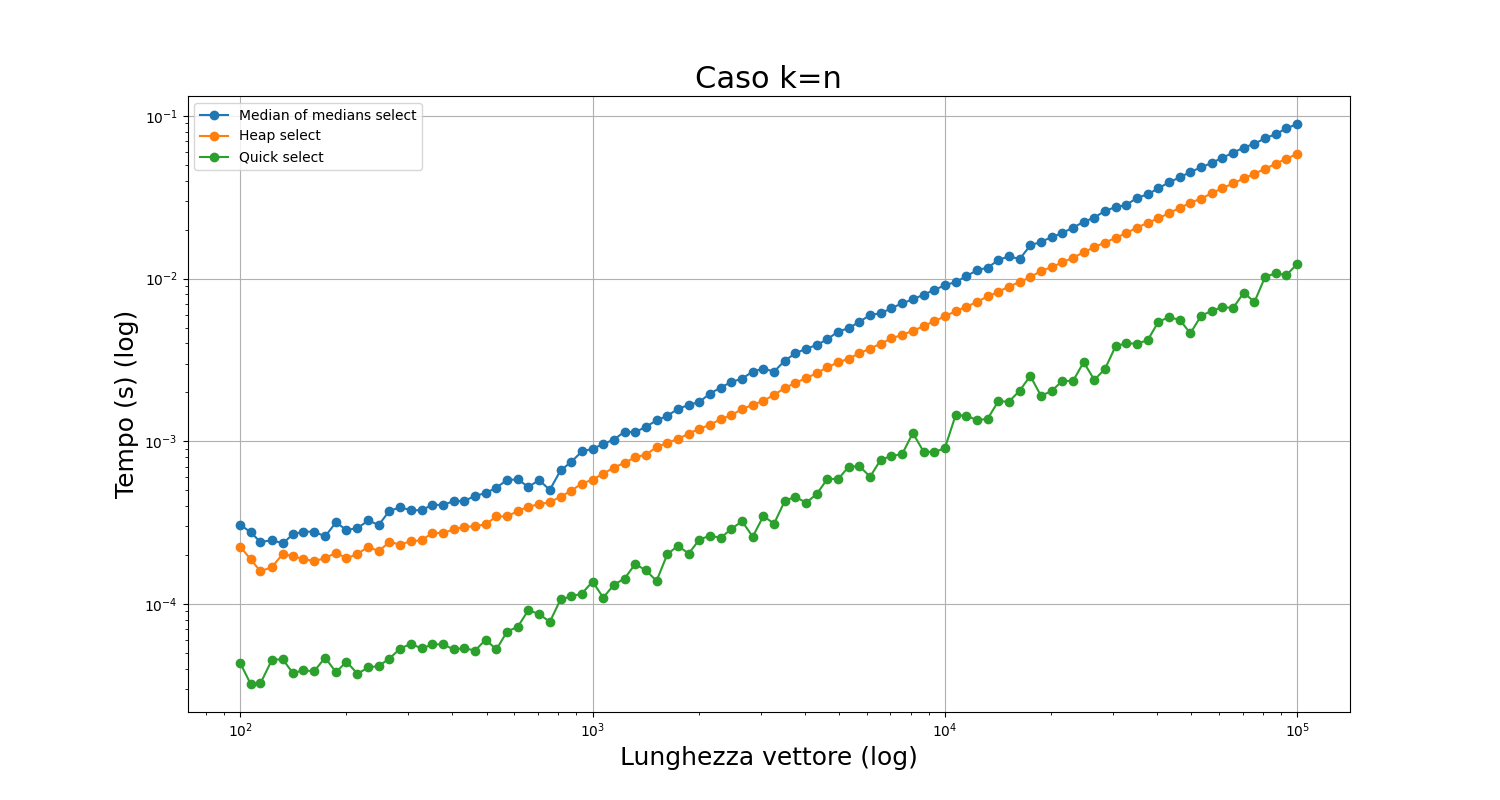 Caso k=n
Median of medians select
Heap select
Quick select
Tempo (s) (log)
10⁻¹
10⁻²
10⁻³
10⁻⁴
10²
10³
10⁴
10⁵
Lunghezza vettore (log)